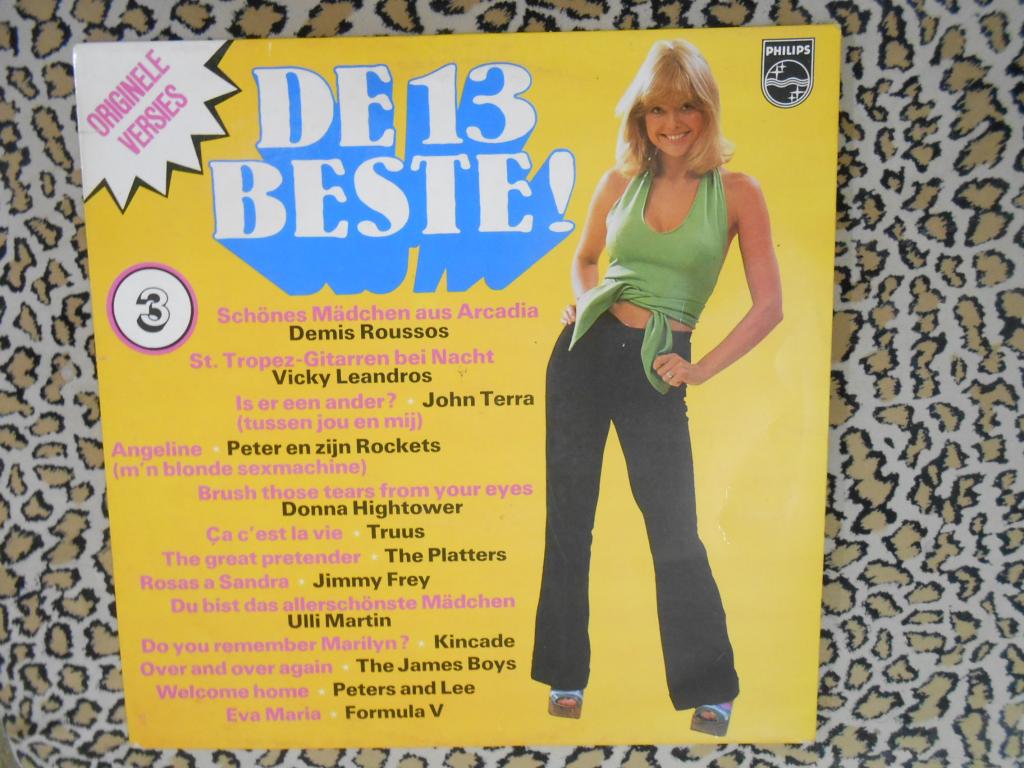 ORIGINELE
VERSIES
DE 13
BESTE!
PHILIPS
3
Schönes Mädchen aus Arcadia
Demis Roussos
St. Tropez-Gitarren bei Nacht
Vicky Leandros
Is er een ander? * John Terra
(tussen jou en mij)
Angeline * Peter en zijn Rockets
(m'n blonde sexmachine)
Brush those tears from your eyes
Donna Hightower
Ça c'est la vie * Truus
The great pretender * The Platters
Rosas a Sandra * Jimmy Frey
Du bist das allerschönste Mädchen
Ulli Martin
Do you remember Marilyn? * Kincade
Over and over again * The James Boys
Welcome home * Peters and Lee
Eva Maria * Formula V